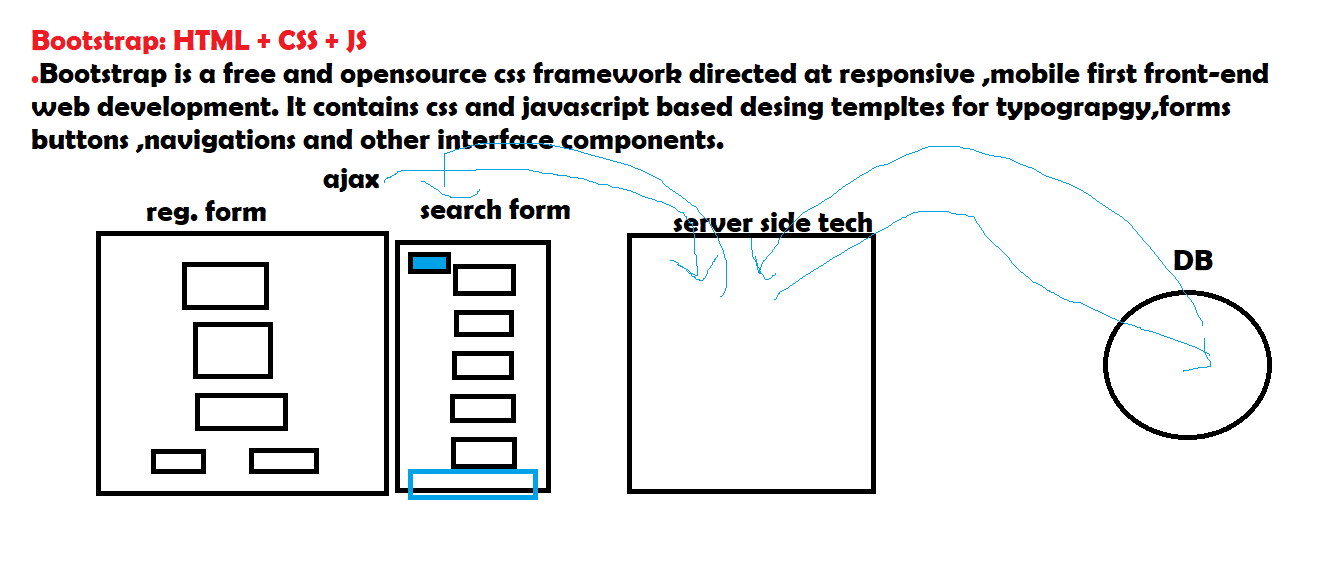 Bootstrap: HTML + CSS + JS
.Bootstrap is a free and opensource css framework directed at responsive ,mobile first front-end
web development. It contains css and javascript based desing templtes for typograpgy,forms
buttons ,navigations and other interface components.
ajax
reg. form
search form
server side tech
DB